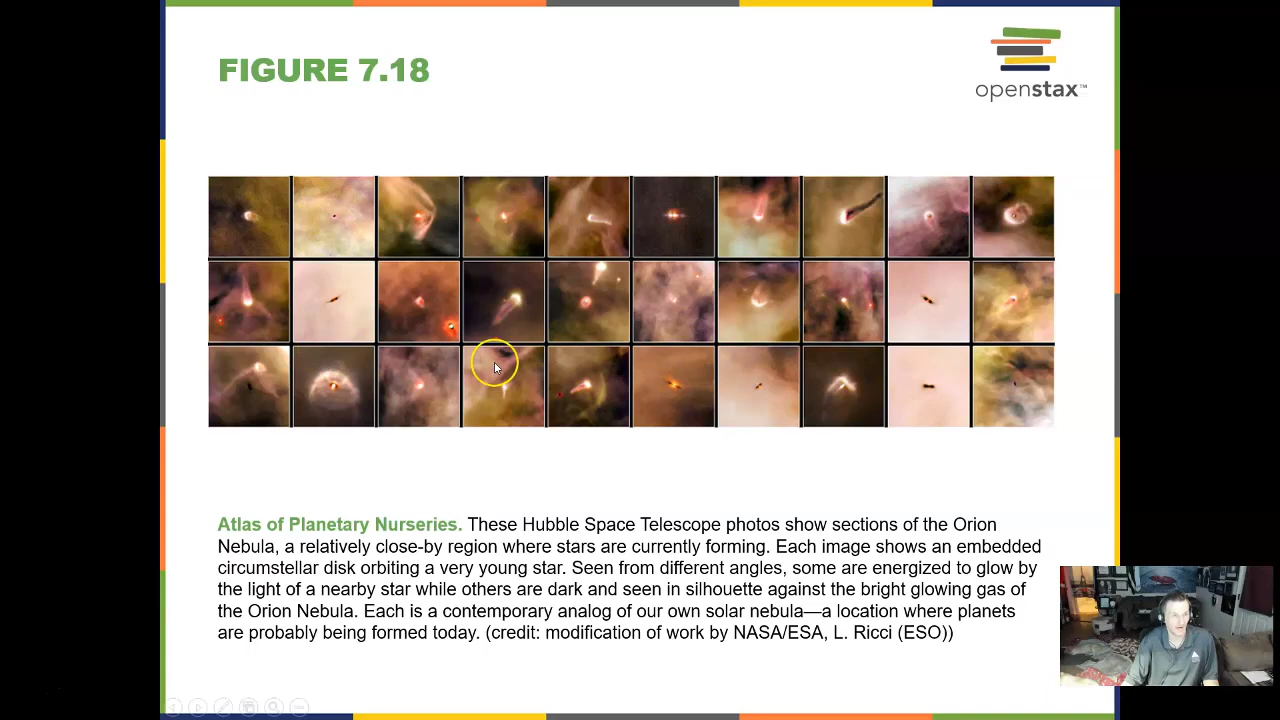 FIGURE 7.18
openstax™
Atlas of Planetary Nurseries. These Hubble Space Telescope photos show sections of the Orion
Nebula, a relatively close-by region where stars are currently forming. Each image shows an embedded
circumstellar disk orbiting a very young star. Seen from different angles, some are energized to glow by
the light of a nearby star while others are dark and seen in silhouette against the bright glowing gas of
the Orion Nebula. Each is a contemporary analog of our own solar nebula—a location where planets
are probably being formed today. (credit: modification of work by NASA/ESA, L. Ricci (ESO))